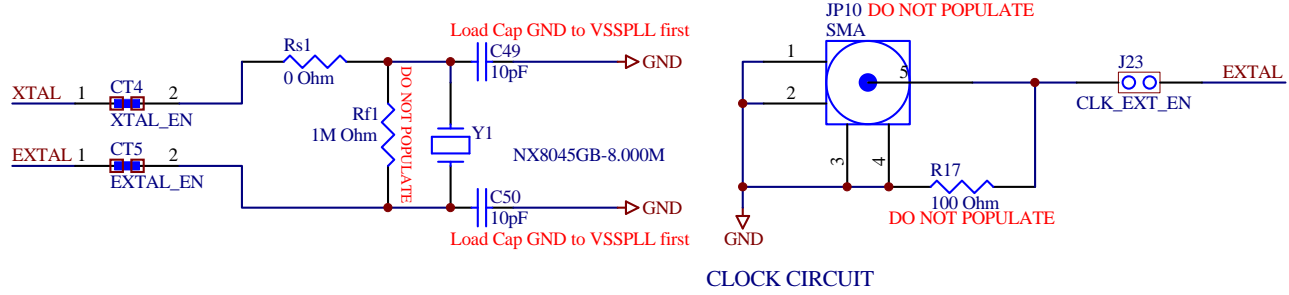 JP10 DO NOT POPULATE
SMA
Load Cap GND to VSSPLL first
Rs1
0 Ohm
C49
10pF
GND
1
5
J23
EXTAL
CLK_EXT_EN
XTAL 1
CT4
2
XTAL_EN
Rf1
1M Ohm
DO NOT POPULATE
Y1
NX8045GB-8.000M
2
EXTAL 1
CT5
2
EXTAL_EN
3
4
R17
100 Ohm
DO NOT POPULATE
C50
10pF
GND
Load Cap GND to VSSPLL first
GND
CLOCK CIRCUIT